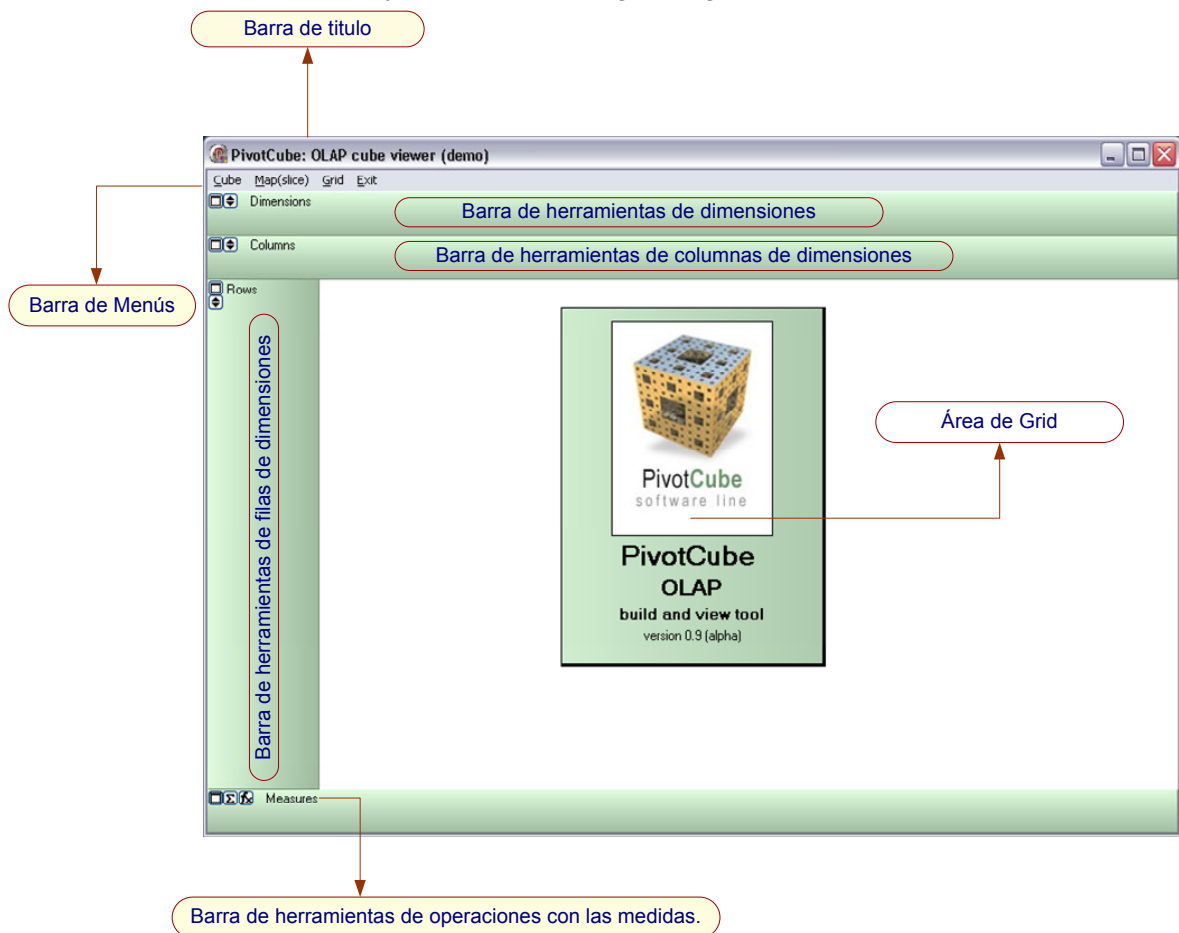 Barra de titulo
PivotCube: OLAP cube viewer (demo)
Cube Map(slice) Grid Exit
Dimensions
Barra de herramientas de dimensiones
Columns
Barra de herramientas de columnas de dimensiones
Barra de Menús
Rows
Barra de herramientas de filas de dimensiones
PivotCube
software line
Área de Grid
PivotCube
OLAP
build and view tool
version 0.9 (alpha)
Σ fx Measures
Barra de herramientas de operaciones con las medidas.